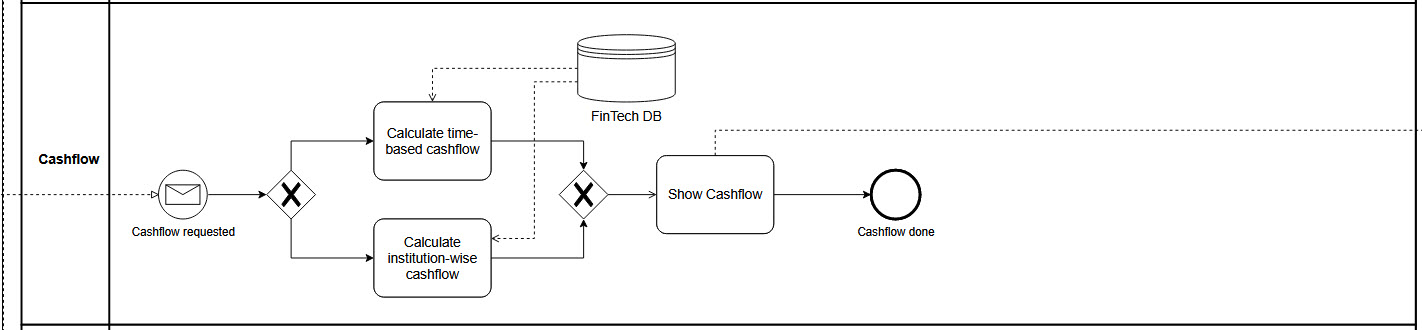 FinTech DB
Calculate time-
based cashflow
Cashflow
Show Cashflow
Cashflow requested
Cashflow done
Calculate
institution-wise
cashflow